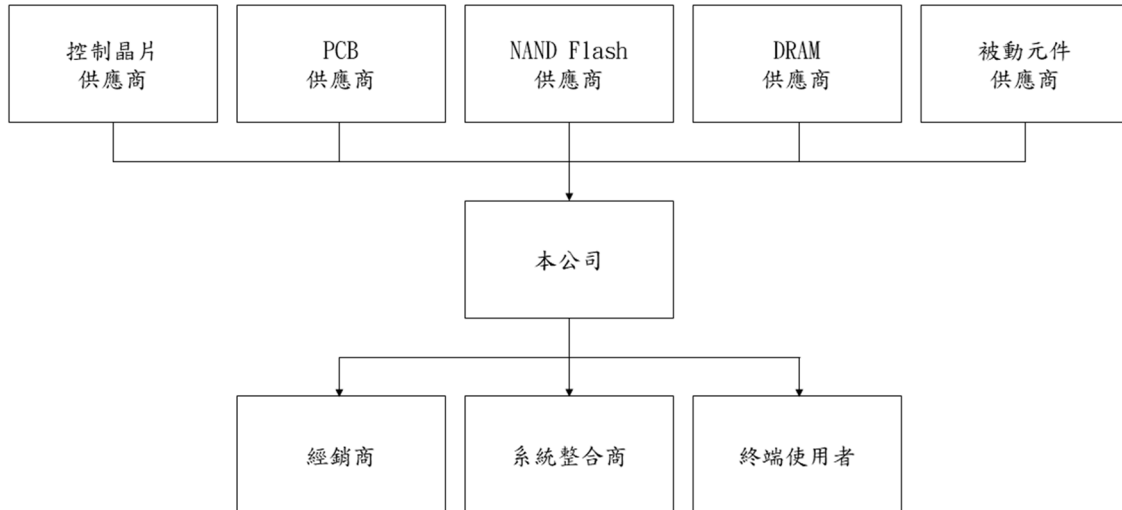 控制晶片
供應商
PCB
供應商
NAND Flash
供應商
DRAM
供應商
被動元件
供應商
本公司
經銷商
系統整合商
終端使用者